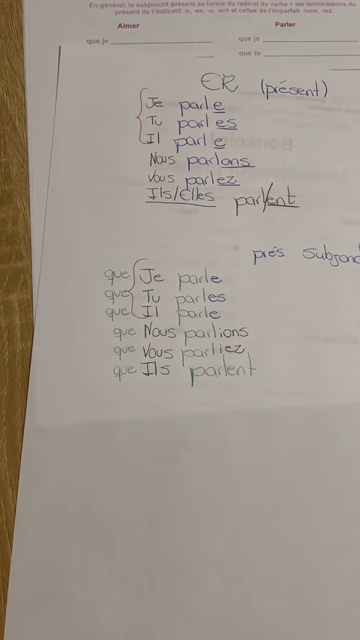 En général, le subjonctif présent se forme du radical du verbe + les terminaisons du
présent de l'indicatif -e, -es, -e, -ent et celles de l'imparfait -ions, -iez.
Aimer Parler
que je que je
que tu
ER (présent)
Je parle
Tu parles
Il parle
Nous parlons
Vous parlez
Ils/Elles parlent
prés. Subjonc
que Je parle
que Tu parles
que Il parle
que Nous parlions
que Vous parliez
que Ils parlent